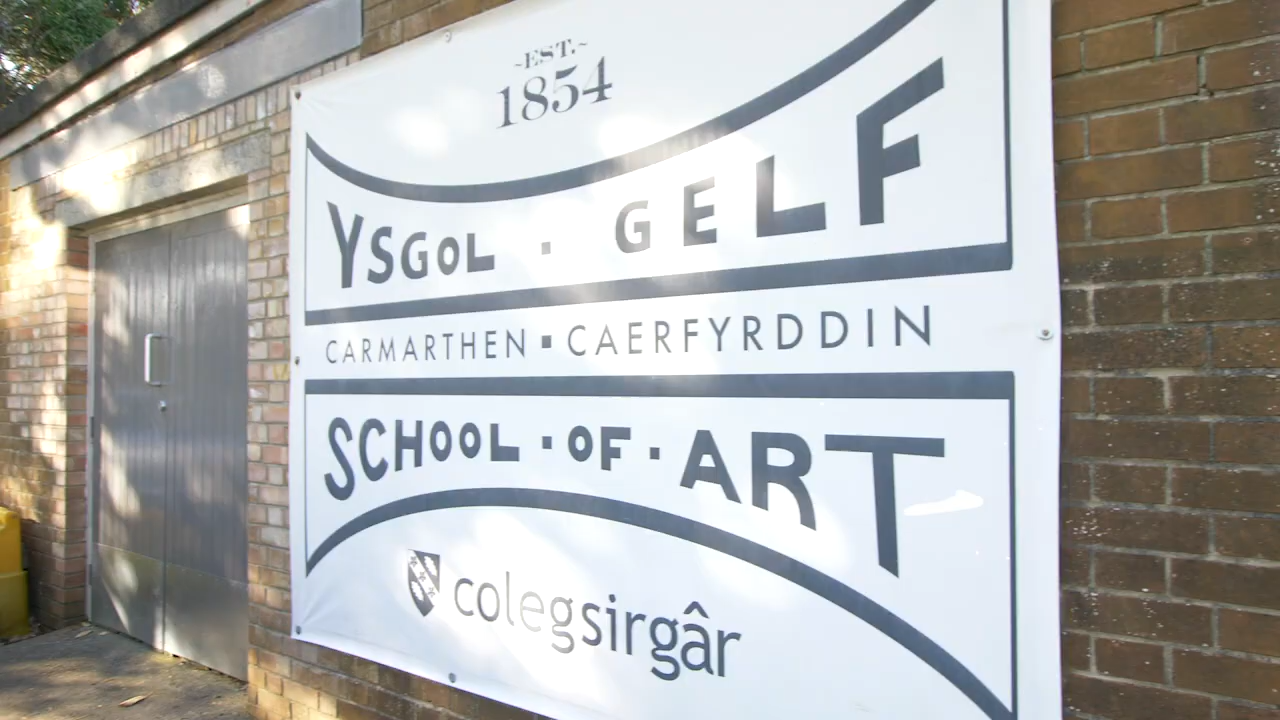 ~EST.~
1854
YSGOL · GELF
CARMARTHEN ▪ CAERFYRDDIN
SCHOOL · OF · ART
colegsirgâr